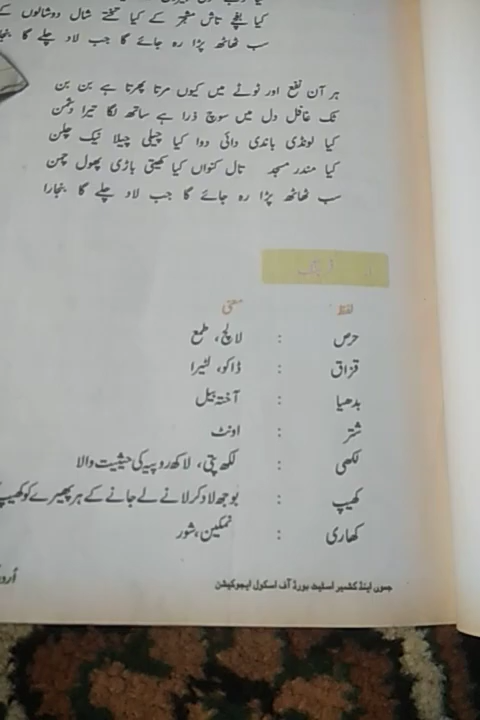 کیا بقچے تاش مشجر کے کیا تختے شال دوشالوں کے
سب ٹھاٹھ پڑا رہ جائے گا جب لاد چلے گا بنجارا
ہر آن نفع اور ٹوٹے میں کیوں مرتا پھرتا ہے بن بن
ٹک غافل دل میں سوچ ذرا ہے ساتھ لگا تیرا دشمن
کیا لونڈی باندی دائی دوا کیا چیلی چیلا نیک چلن
کیا مندر مسجد تال کنواں کیا کھیتی باڑی پھول چمن
سب ٹھاٹھ پڑا رہ جائے گا جب لاد چلے گا بنجارا
فرہنگ
لفظ معنی
حرص : لالچ، طمع
قزاق : ڈاکو، لٹیرا
بدھیا : آختہ بیل
شتر : اونٹ
لکھی : لکھ پتی، لاکھ روپیہ کی حیثیت والا
کھیپ : بوجھ لاد کر لانے لے جانے کے ہر پھیرے کو کھیپ
کھاری : نمکین، شور
جموں اینڈ کشمیر اسٹیٹ بورڈ آف اسکول ایجوکیشن